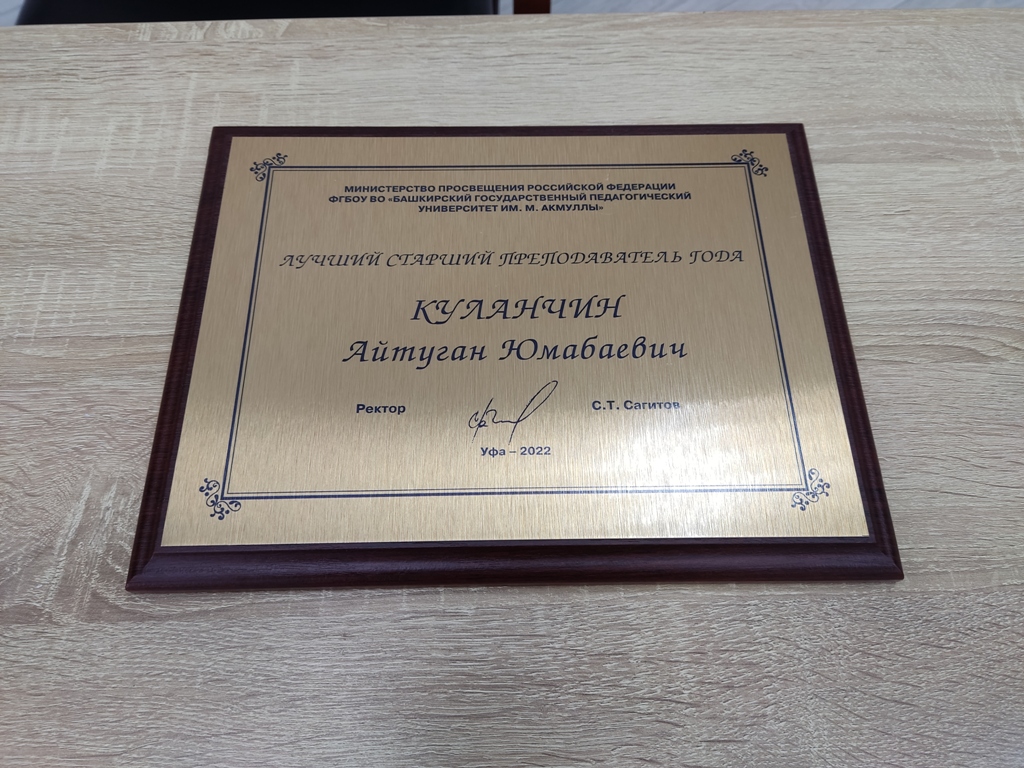 МИНИСТЕРСТВО ПРОСВЕЩЕНИЯ РОССИЙСКОЙ ФЕДЕРАЦИИ
ФГБОУ ВО «БАШКИРСКИЙ ГОСУДАРСТВЕННЫЙ ПЕДАГОГИЧЕСКИЙ
УНИВЕРСИТЕТ ИМ. М. АКМУЛЛЫ»
ЛУЧШИЙ СТАРШИЙ ПРЕПОДАВАТЕЛЬ ГОДА
КУЛАНЧИН
Айтуган Юмабаевич
Ректор С.Т. Сагитов
Уфа – 2022